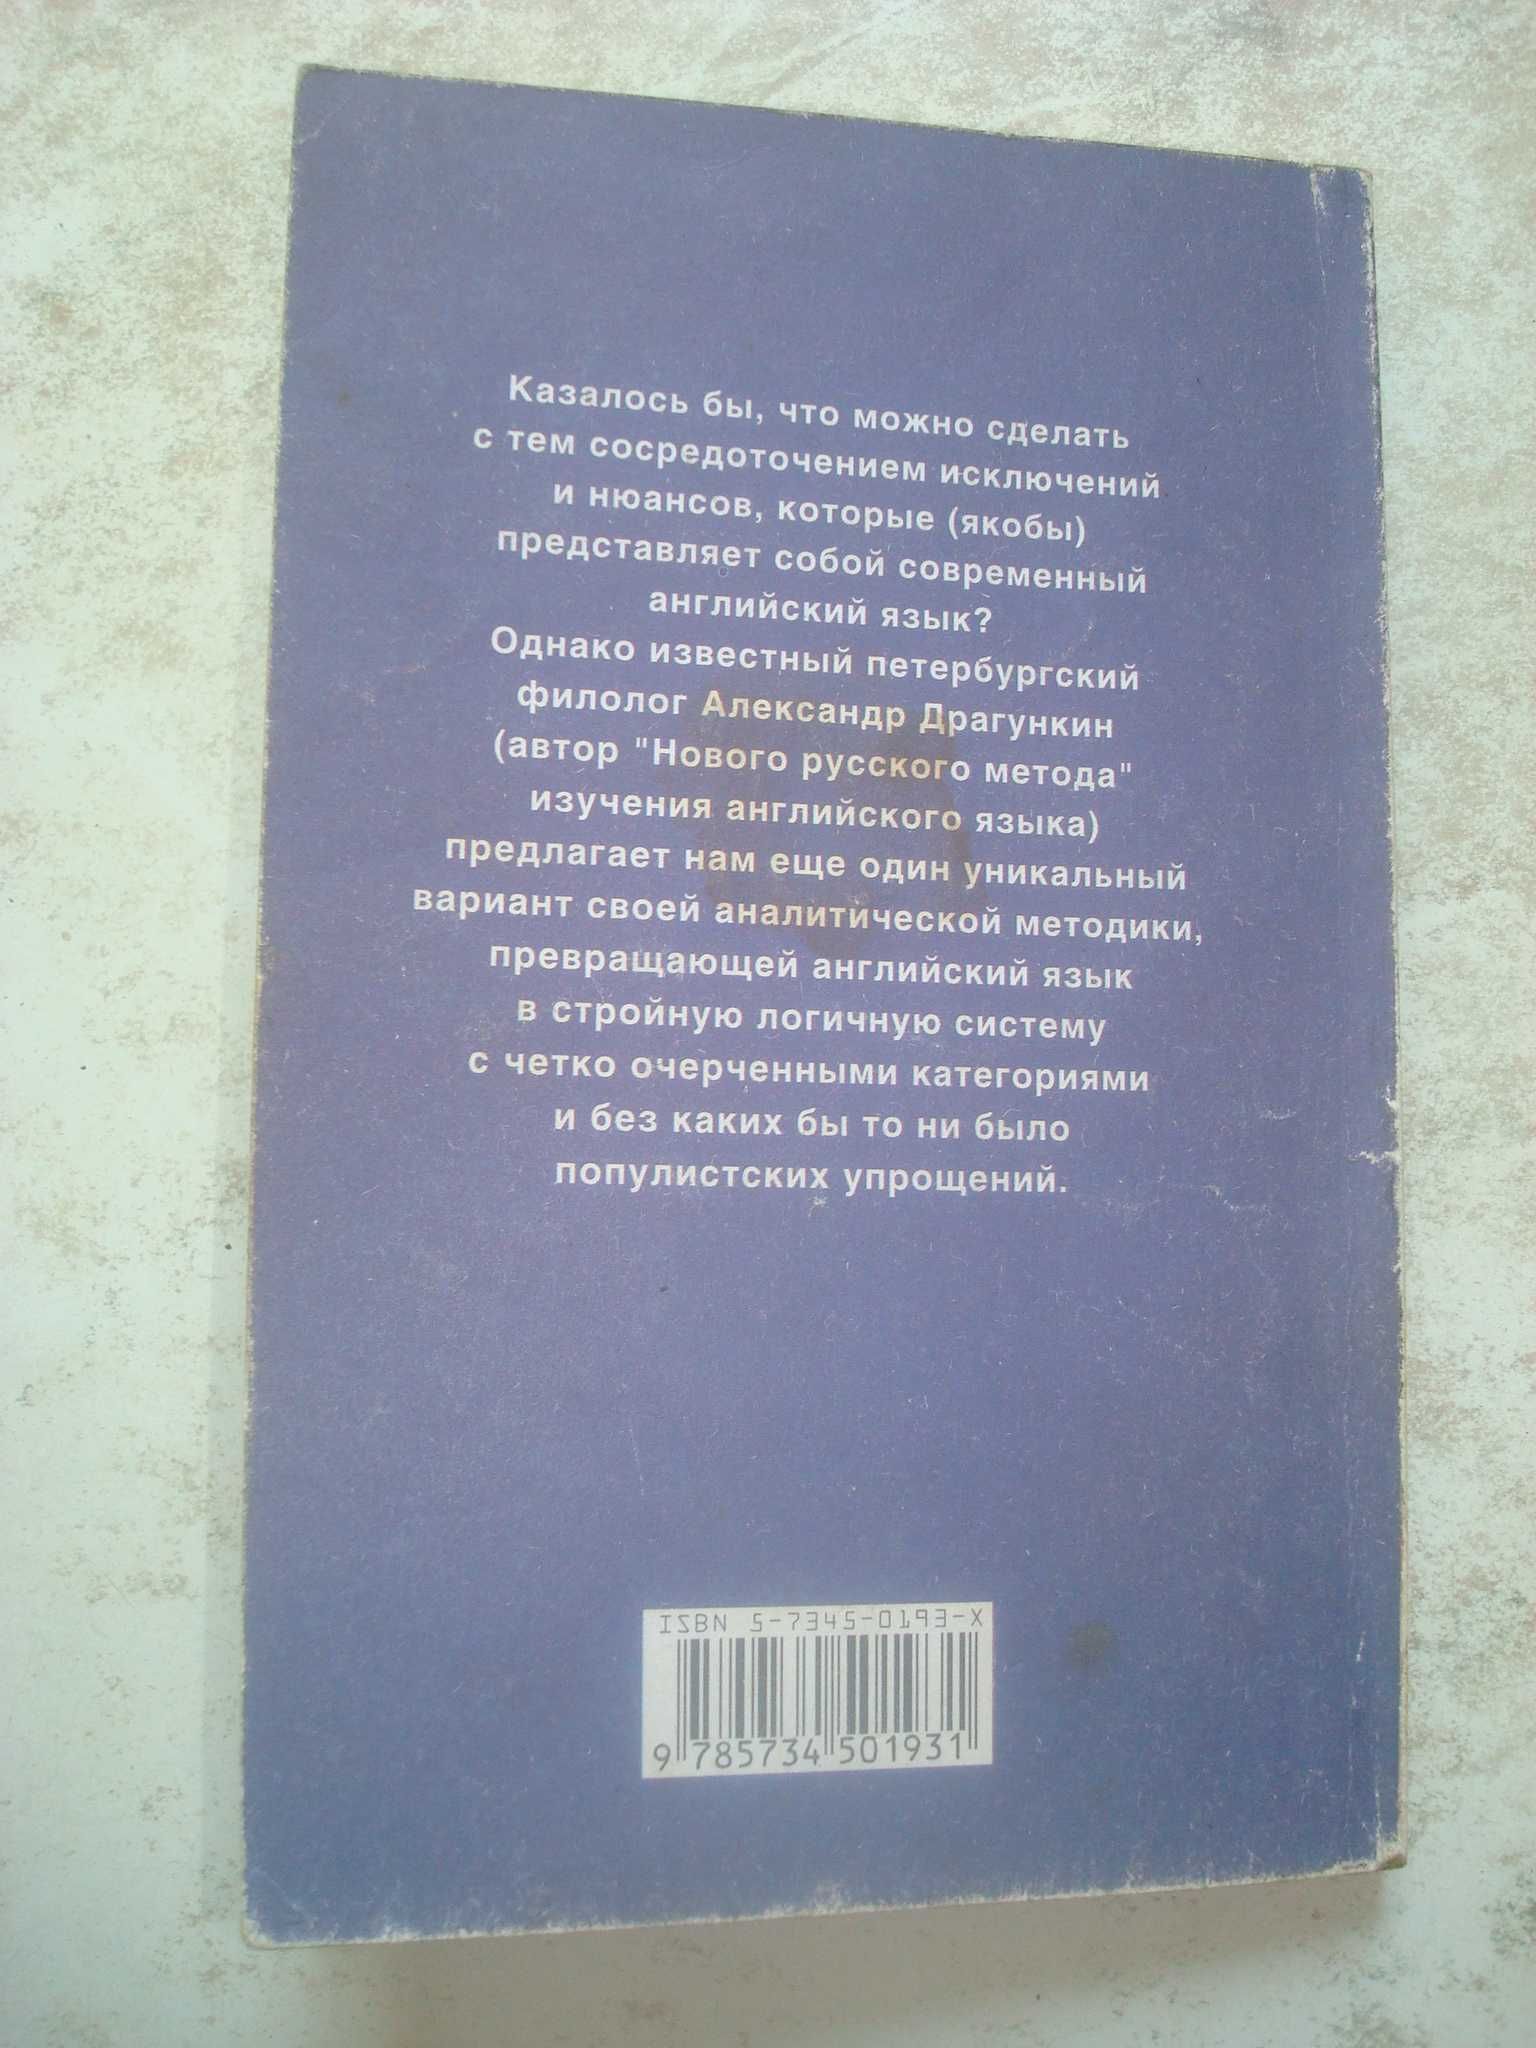 Казалось бы, что можно сделать
с тем сосредоточением исключений
и нюансов, которые (якобы)
представляет собой современный
английский язык?
Однако известный петербургский
филолог Александр Драгункин
(автор "Нового русского метода"
изучения английского языка)
предлагает нам еще один уникальный
вариант своей аналитической методики,
превращающей английский язык
в стройную логичную систему
с четко очерченными категориями
и без каких бы то ни было
популистских упрощений.
ISBN 5-7345-0193-X
9 785734 501931